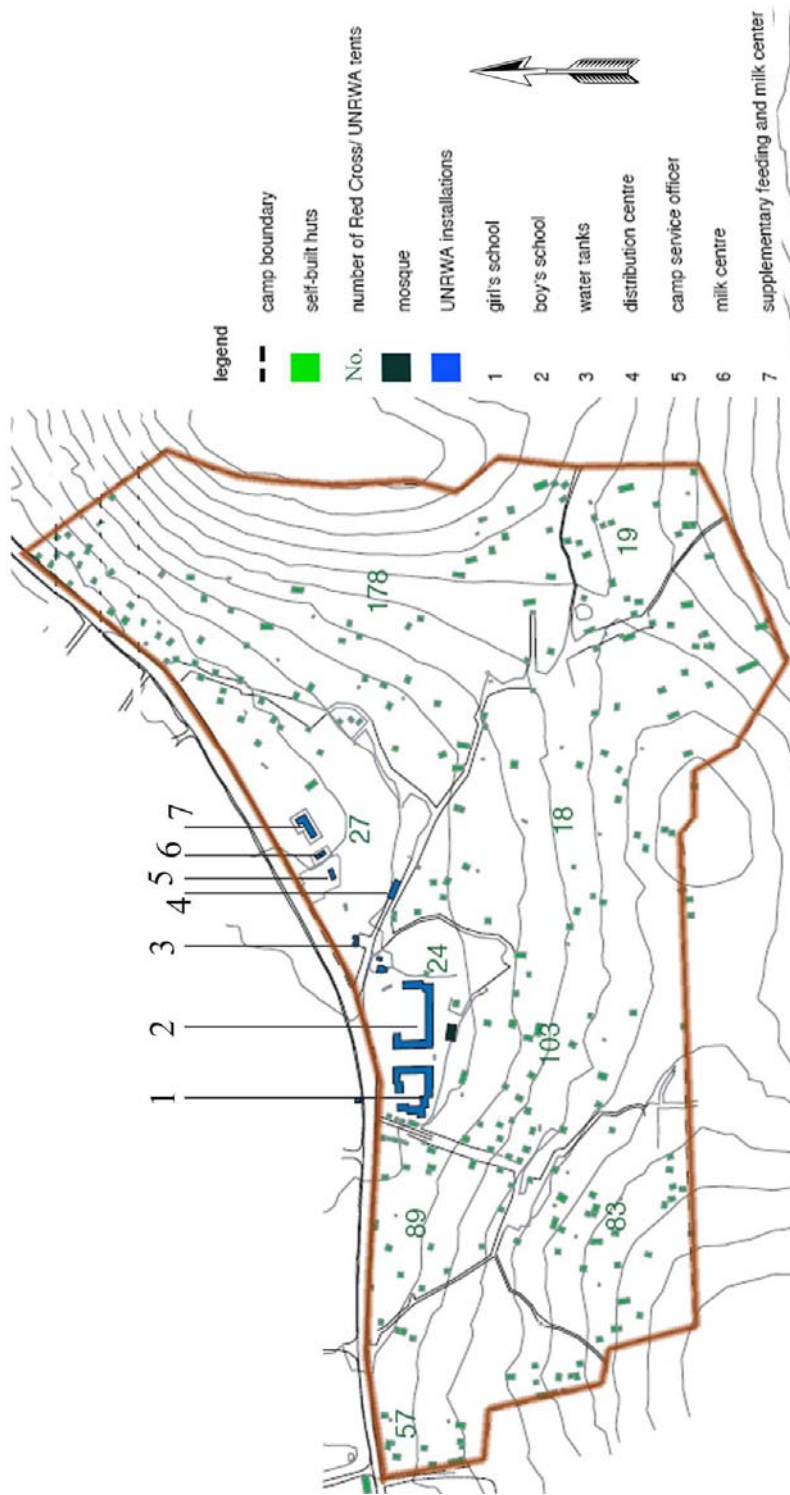 1
2
3
4
5
6
7
57
89
83
103
24
18
27
178
19
legend
camp boundary
self-built huts
No. number of Red Cross/ UNRWA tents
mosque
UNRWA installations
1 girl's school
2 boy's school
3 water tanks
4 distribution centre
5 camp service officer
6 milk centre
7 supplementary feeding and milk center